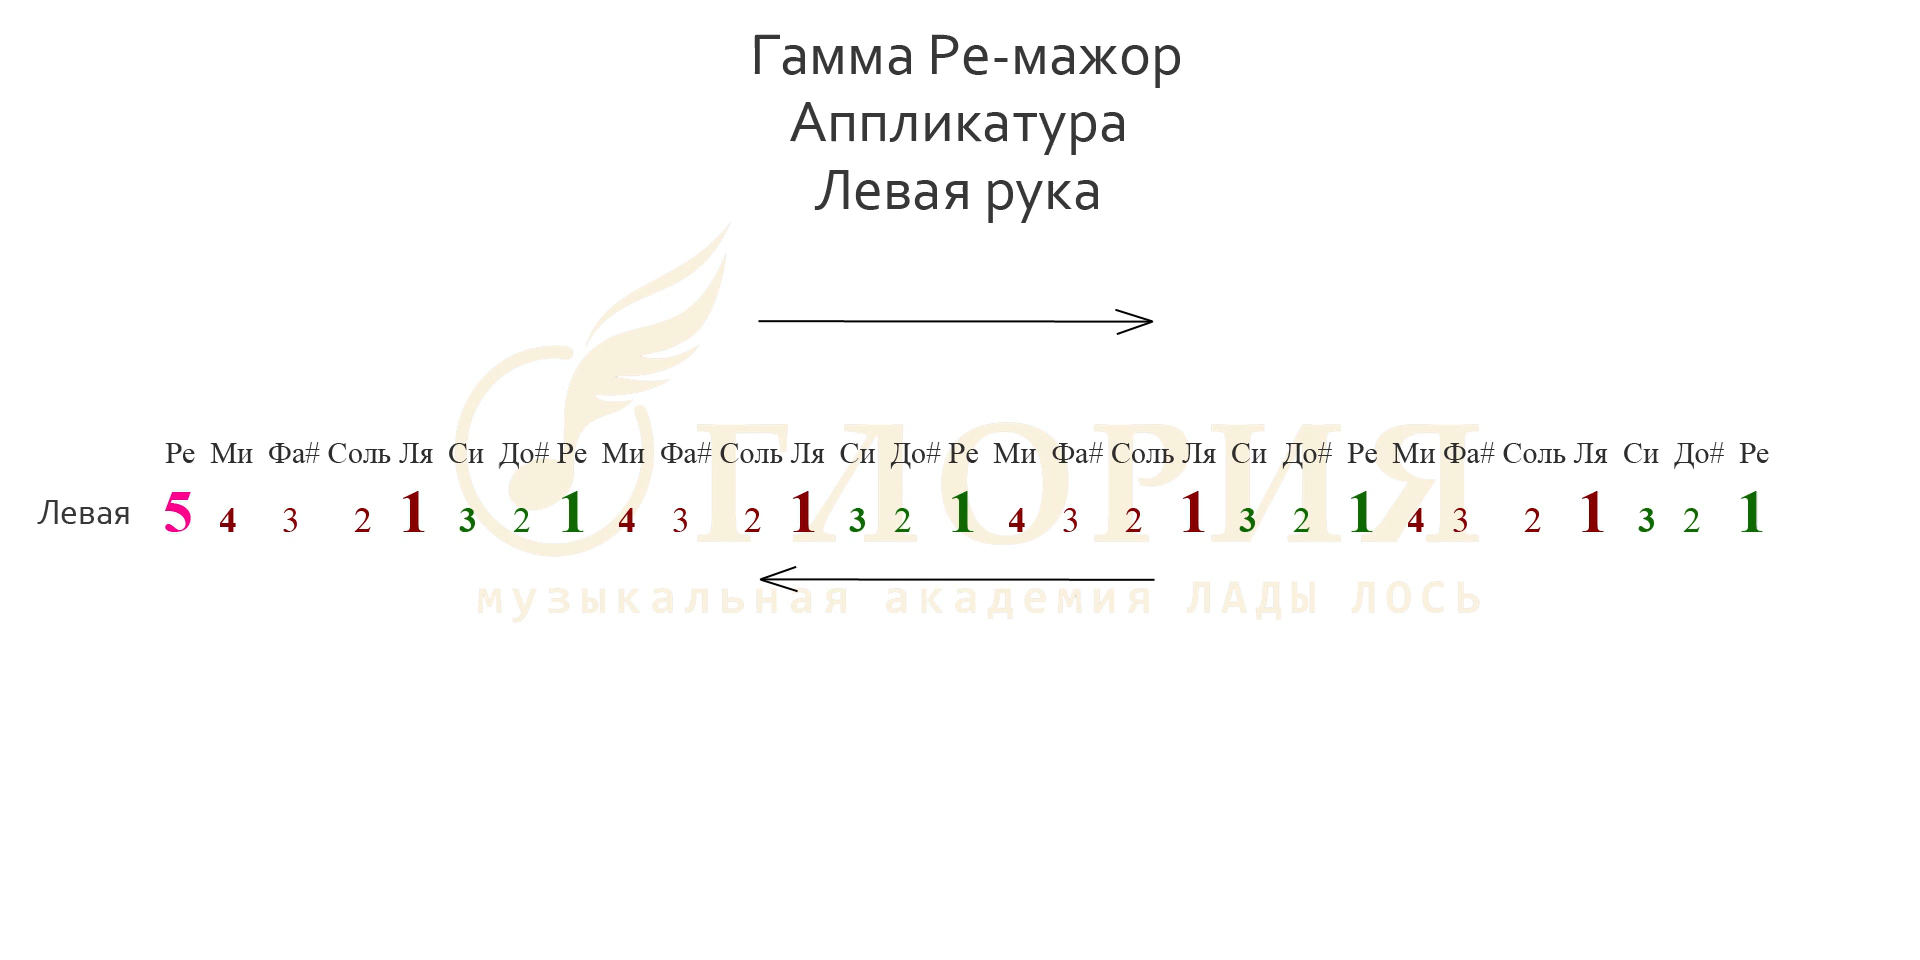 Гамма Ре-мажор
Аппликатура
Левая рука
Ре Ми Фа# Соль Ля Си До# Ре Ми Фа# Соль Ля Си До# Ре Ми Фа# Соль Ля Си До# Ре Ми Фа# Соль Ля Си До# Ре
ГЛОРИЯ
Левая 5 4 3 2 1 3 2 1 4 3 2 1 3 2 1 4 3 2 1 3 2 1 4 3 2 1 3 2 1
музыкальная академия ЛАДЫ ЛОСЬ